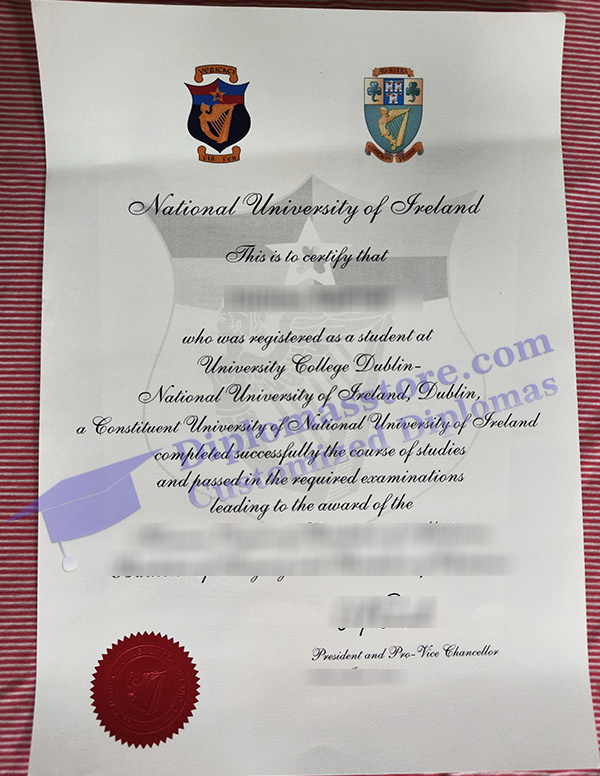 National University of Ireland
This is to certify that
who was registered as a student at
University College Dublin-
National University of Ireland, Dublin,
a Constituent University of National University of Ireland
completed successfully the course of studies
and passed in the required examinations
leading to the award of the
President and Pro-Vice Chancellor
Diplomasstore.com
Customized Diplomas